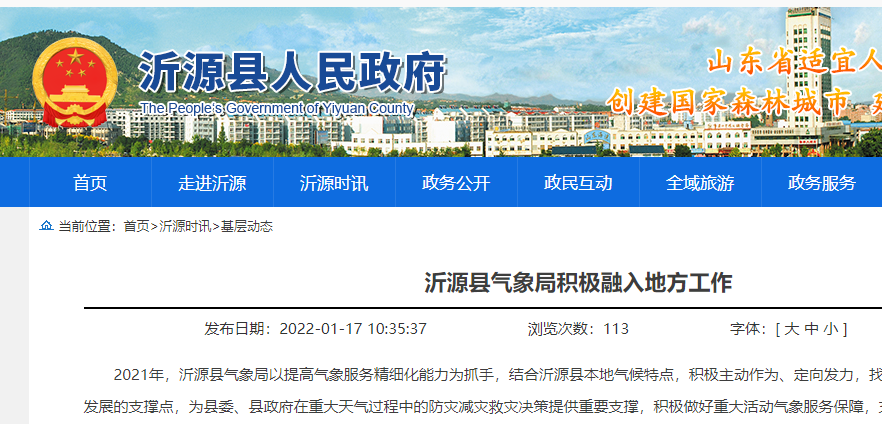 沂源县人民政府
The People's Government of Yiyuan County
山东省适宜人
创建国家森林城市
首页 走进沂源 沂源时讯 政务公开 政民互动 全域旅游 政务服务
当前位置：首页>沂源时讯>基层动态
沂源县气象局积极融入地方工作
发布日期：2022-01-17 10:35:37 浏览次数：113 字体：[ 大 中 小 ]
2021年，沂源县气象局以提高气象服务精细化能力为抓手，结合沂源县本地气候特点，积极主动作为、定向发力，找
发展的支撑点，为县委、县政府在重大天气过程中的防灾减灾救灾决策提供重要支撑，积极做好重大活动气象服务保障，